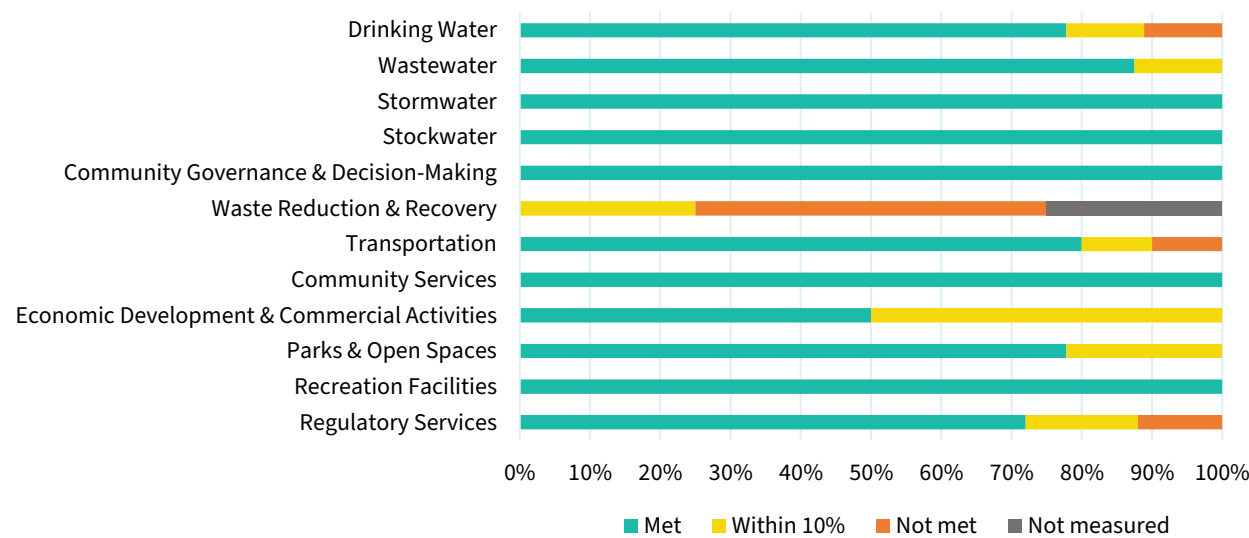 Drinking Water
Wastewater
Stormwater
Stockwater
Community Governance & Decision-Making
Waste Reduction & Recovery
Transportation
Community Services
Economic Development & Commercial Activities
Parks & Open Spaces
Recreation Facilities
Regulatory Services
0% 10% 20% 30% 40% 50% 60% 70% 80% 90% 100%
Met Within 10% Not met Not measured